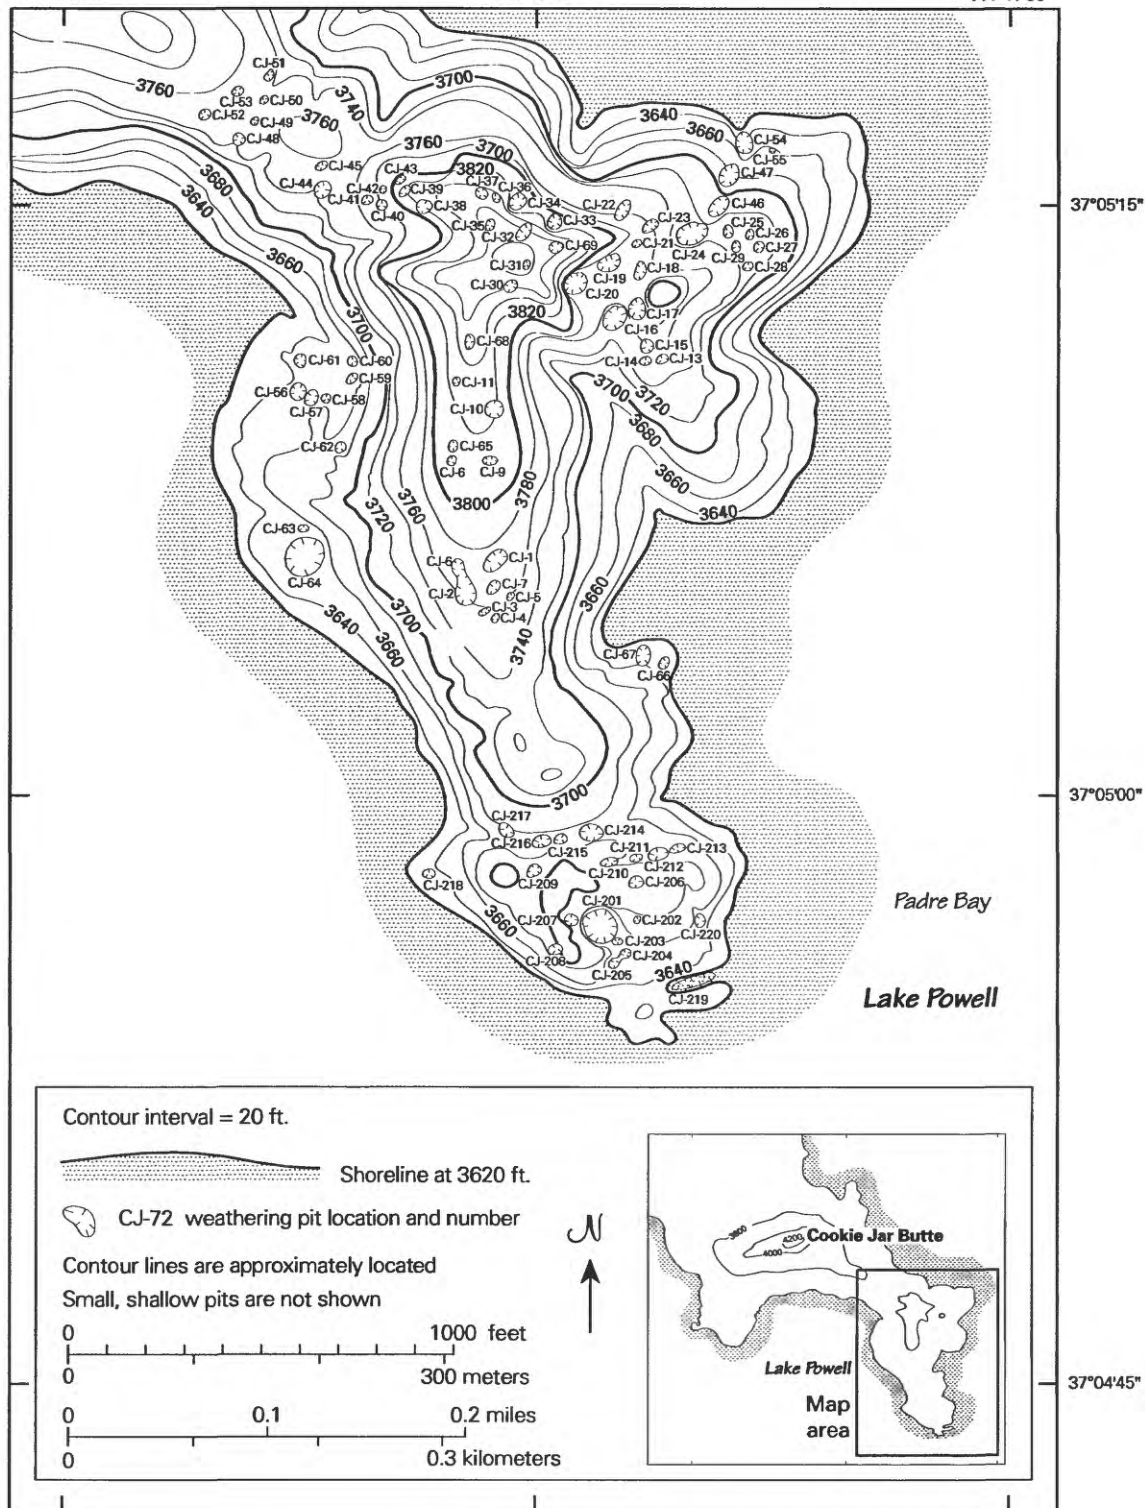 CJ-51
3760
CJ-53
CJ-50
CJ-52
CJ-49
3760
CJ-48
3740
3700
3640
3660
CJ-54
CJ-55
CJ-47
3760
3700
CJ-45
CJ-44
CJ-43
3820
CJ-37
CJ-36
CJ-42
CJ-39
CJ-41
CJ-38
CJ-34
CJ-40
CJ-22
CJ-46
37°05'15"
3680
3640
CJ-35
CJ-33
CJ-23
CJ-25
CJ-32
CJ-26
CJ-69
CJ-21
CJ-24
CJ-27
CJ-29
CJ-28
3660
CJ-31
CJ-19
CJ-18
CJ-30
CJ-20
3820
CJ-17
CJ-16
3700
CJ-68
CJ-15
CJ-61
CJ-60
CJ-14
CJ-13
CJ-59
CJ-11
CJ-56
CJ-58
CJ-57
CJ-10
3700
3720
3680
CJ-62
CJ-65
CJ-6
CJ-9
3780
3660
3800
3760
3720
3640
CJ-63
CJ-64
CJ-6
CJ-1
CJ-7
CJ-2
CJ-5
CJ-3
CJ-4
3660
3640
3700
3740
3660
CJ-67
CJ-66
3700
37°05'00"
CJ-217
CJ-214
CJ-216
CJ-215
CJ-211
CJ-213
CJ-212
CJ-210
CJ-218
CJ-209
CJ-206
CJ-201
3660
CJ-207
CJ-202
CJ-220
CJ-203
CJ-208
CJ-204
CJ-205
3640
CJ-219
Padre Bay
Lake Powell
Contour interval = 20 ft.
Shoreline at 3620 ft.
CJ-72 weathering pit location and number
Contour lines are approximately located
Small, shallow pits are not shown
0 1000 feet
0 300 meters
0 0.1 0.2 miles
0 0.3 kilometers
N
3800
4200
4000
Cookie Jar Butte
Lake Powell
Map
area
37°04'45"